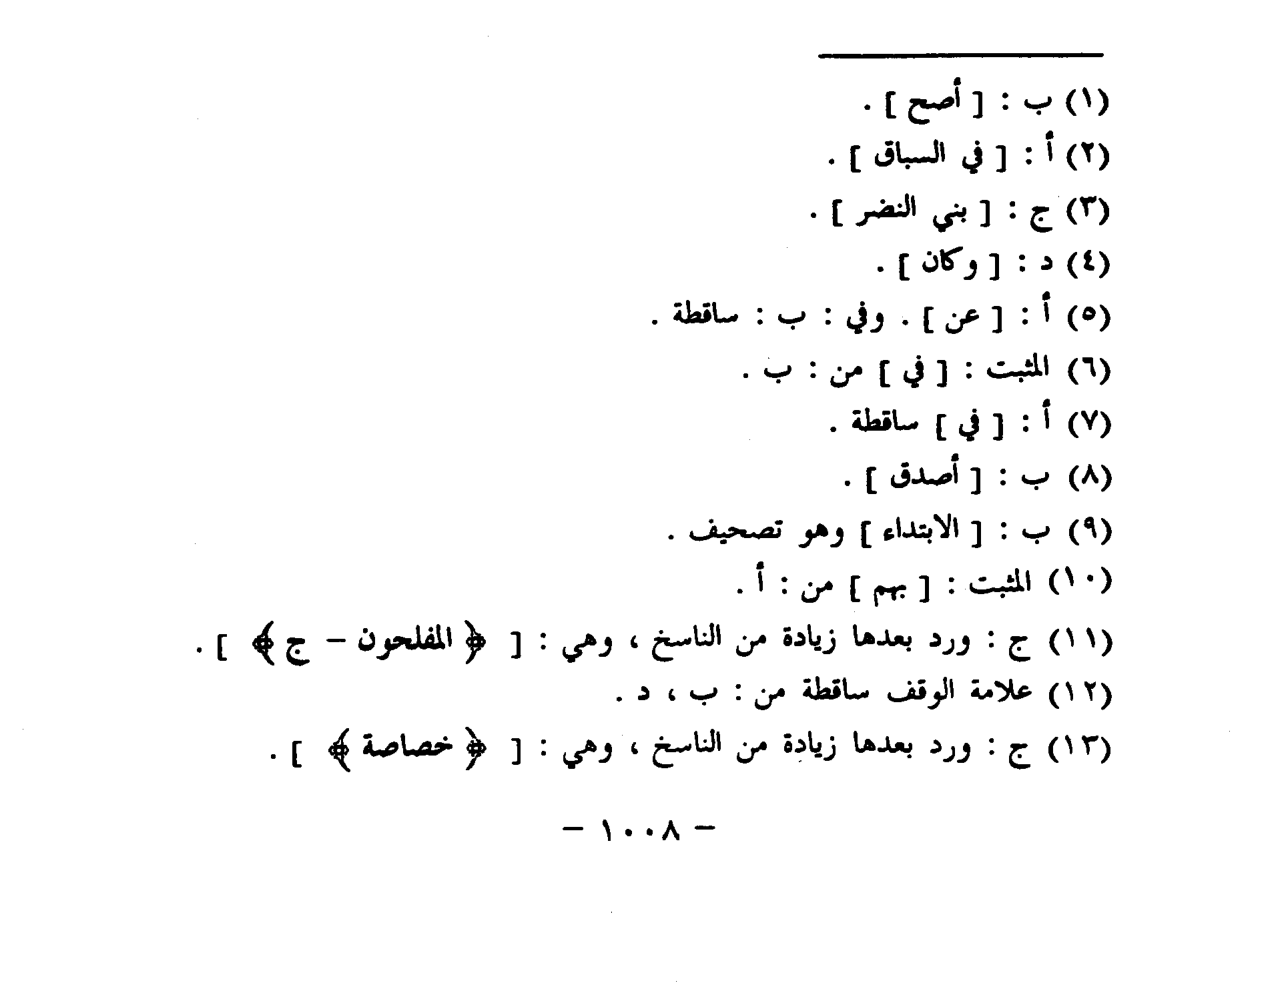 (١) ب : [ أصح ] .
(٢) أ : [ في السباق ] .
(٣) ج : [ بني النضر ] .
(٤) د : [ وكان ] .
(٥) أ : [ عن ] . وفي : ب : ساقطة .
(٦) المثبت : [ في ] من : ب .
(٧) أ : [ في ] ساقطة .
(٨) ب : [ أصدق ] .
(٩) ب : [ الابتداء ] وهو تصحيف .
(١٠) المثبت : [ بهم ] من : أ .
(١١) ج : ورد بعدها زيادة من الناسخ ، وهي : [ ﴿ المفلحون – ج ﴾ ] .
(١٢) علامة الوقف ساقطة من : ب ، د .
(١٣) ج : ورد بعدها زيادة من الناسخ ، وهي : [ ﴿ خصاصة ﴾ ] .
– ١٠٠٨ –